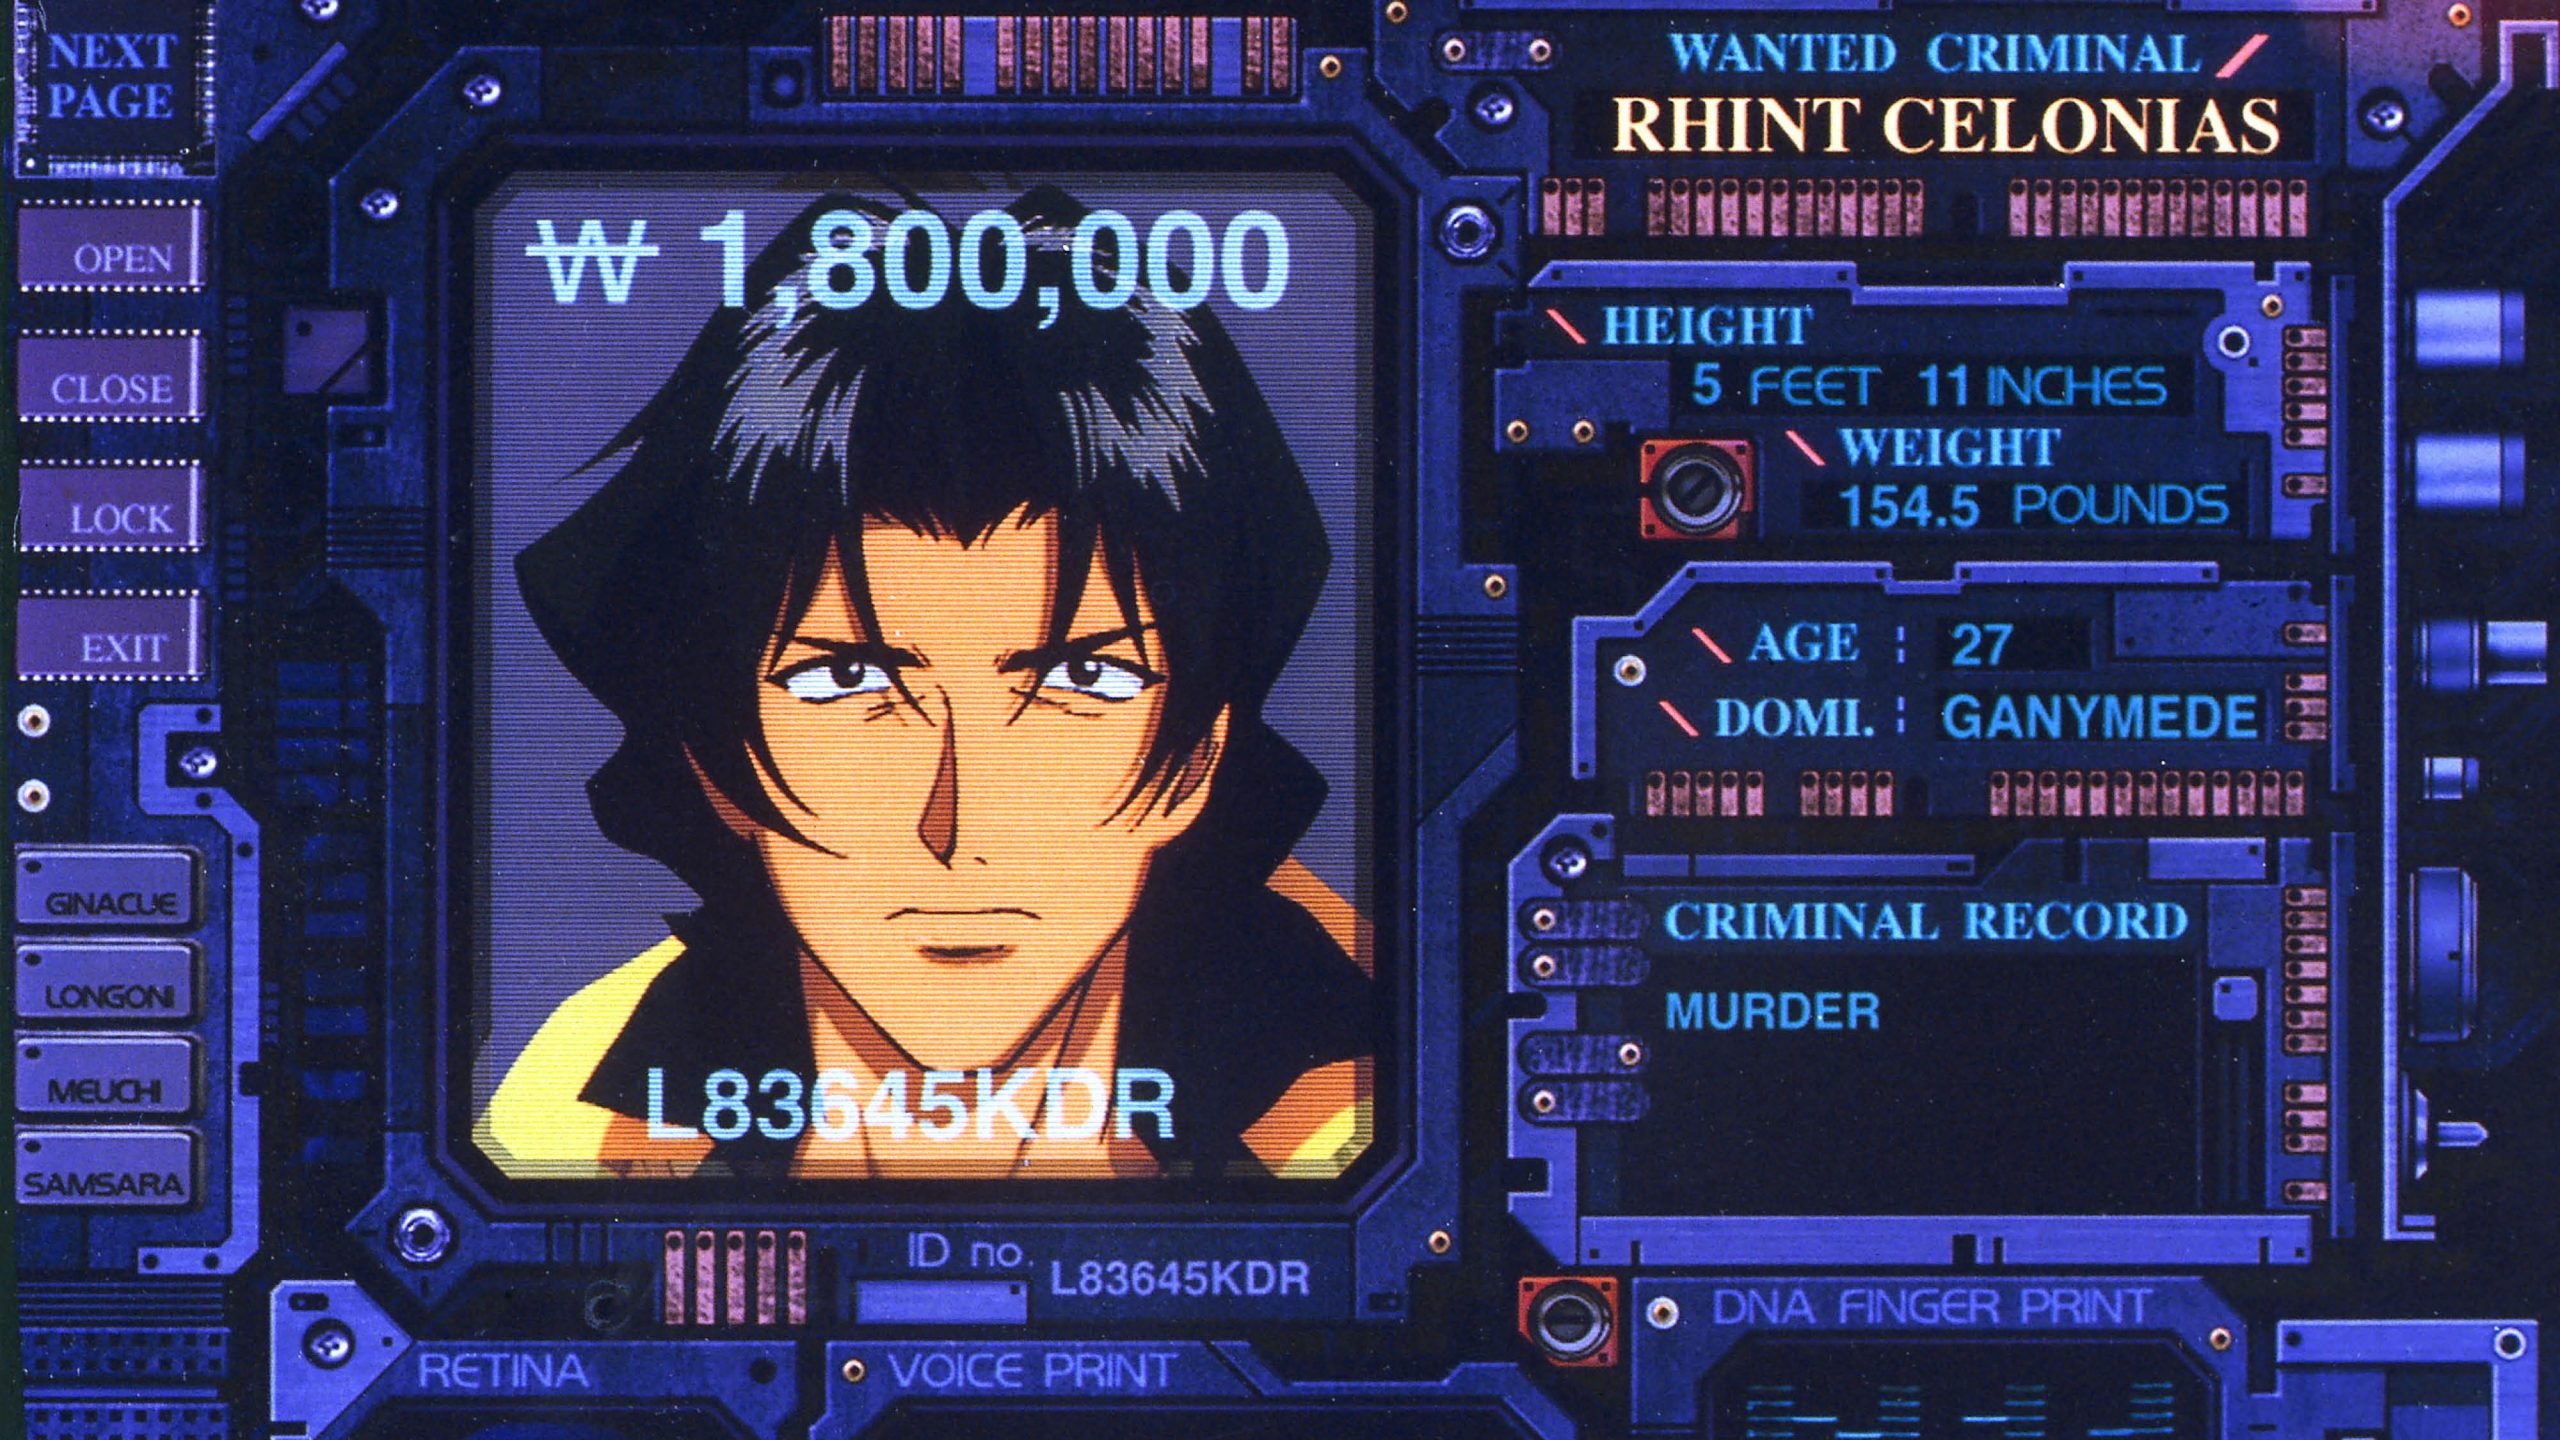 NEXT
PAGE
OPEN
CLOSE
LOCK
EXIT
GINACUE
LONGONI
MEUCHI
SAMSARA
₩ 1,800,000
L83645KDR
ID no. L83645KDR
RETINA
VOICE PRINT
WANTED CRIMINAL
RHINT CELONIAS
HEIGHT
5 FEET 11 INCHES
WEIGHT
154.5 POUNDS
AGE : 27
DOMI. : GANYMEDE
CRIMINAL RECORD
MURDER
DNA FINGER PRINT